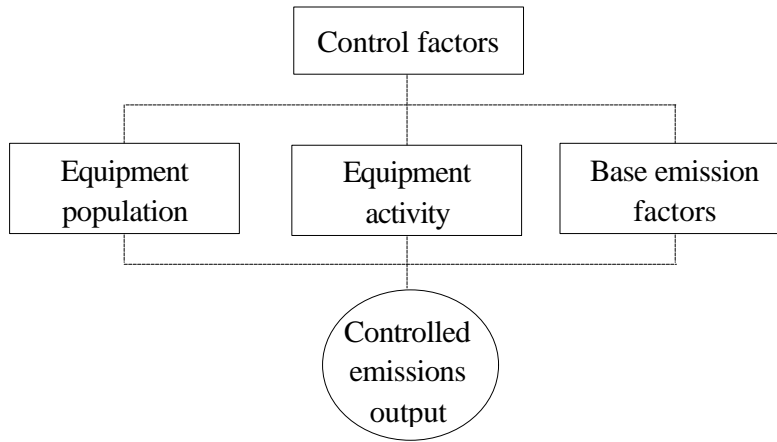 Control factors
Equipment
population
Equipment
activity
Base emission
factors
Controlled
emissions
output